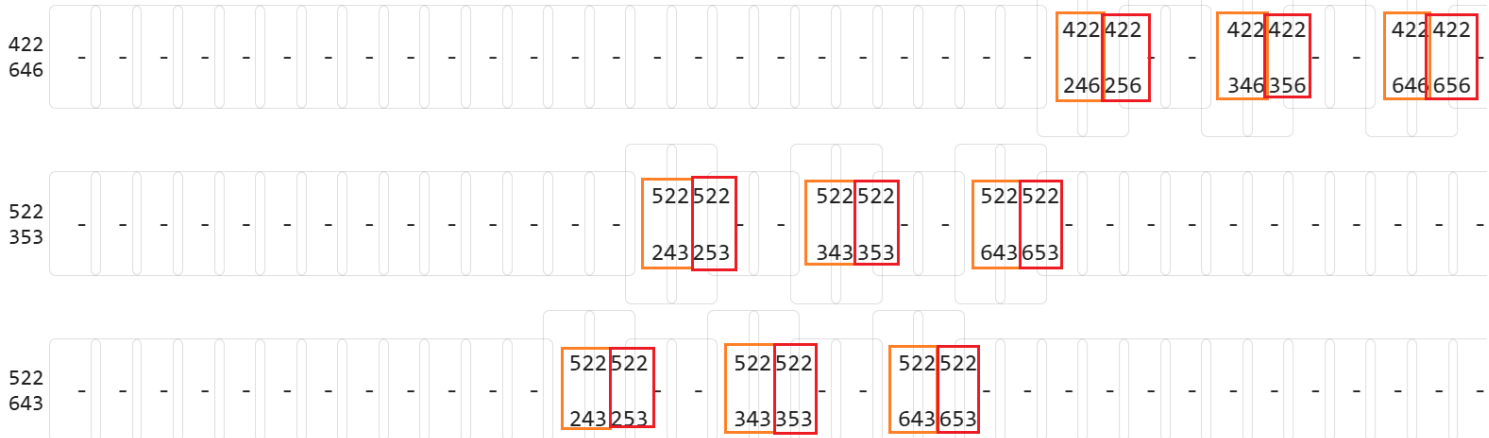 422 422 422 422 422 422
422
- - - - - - - - - - - - - - - - - - - - - - - - - - - - -
646
246 256 346 356 646 656
522 522 522 522 522 522
522
- - - - - - - - - - - - - - - - - - - - - - - - - - - - -
353
243 253 343 353 643 653
522 522 522 522 522 522
522
- - - - - - - - - - - - - - - - - - - - - - - - - - - - -
643
243 253 343 353 643 653